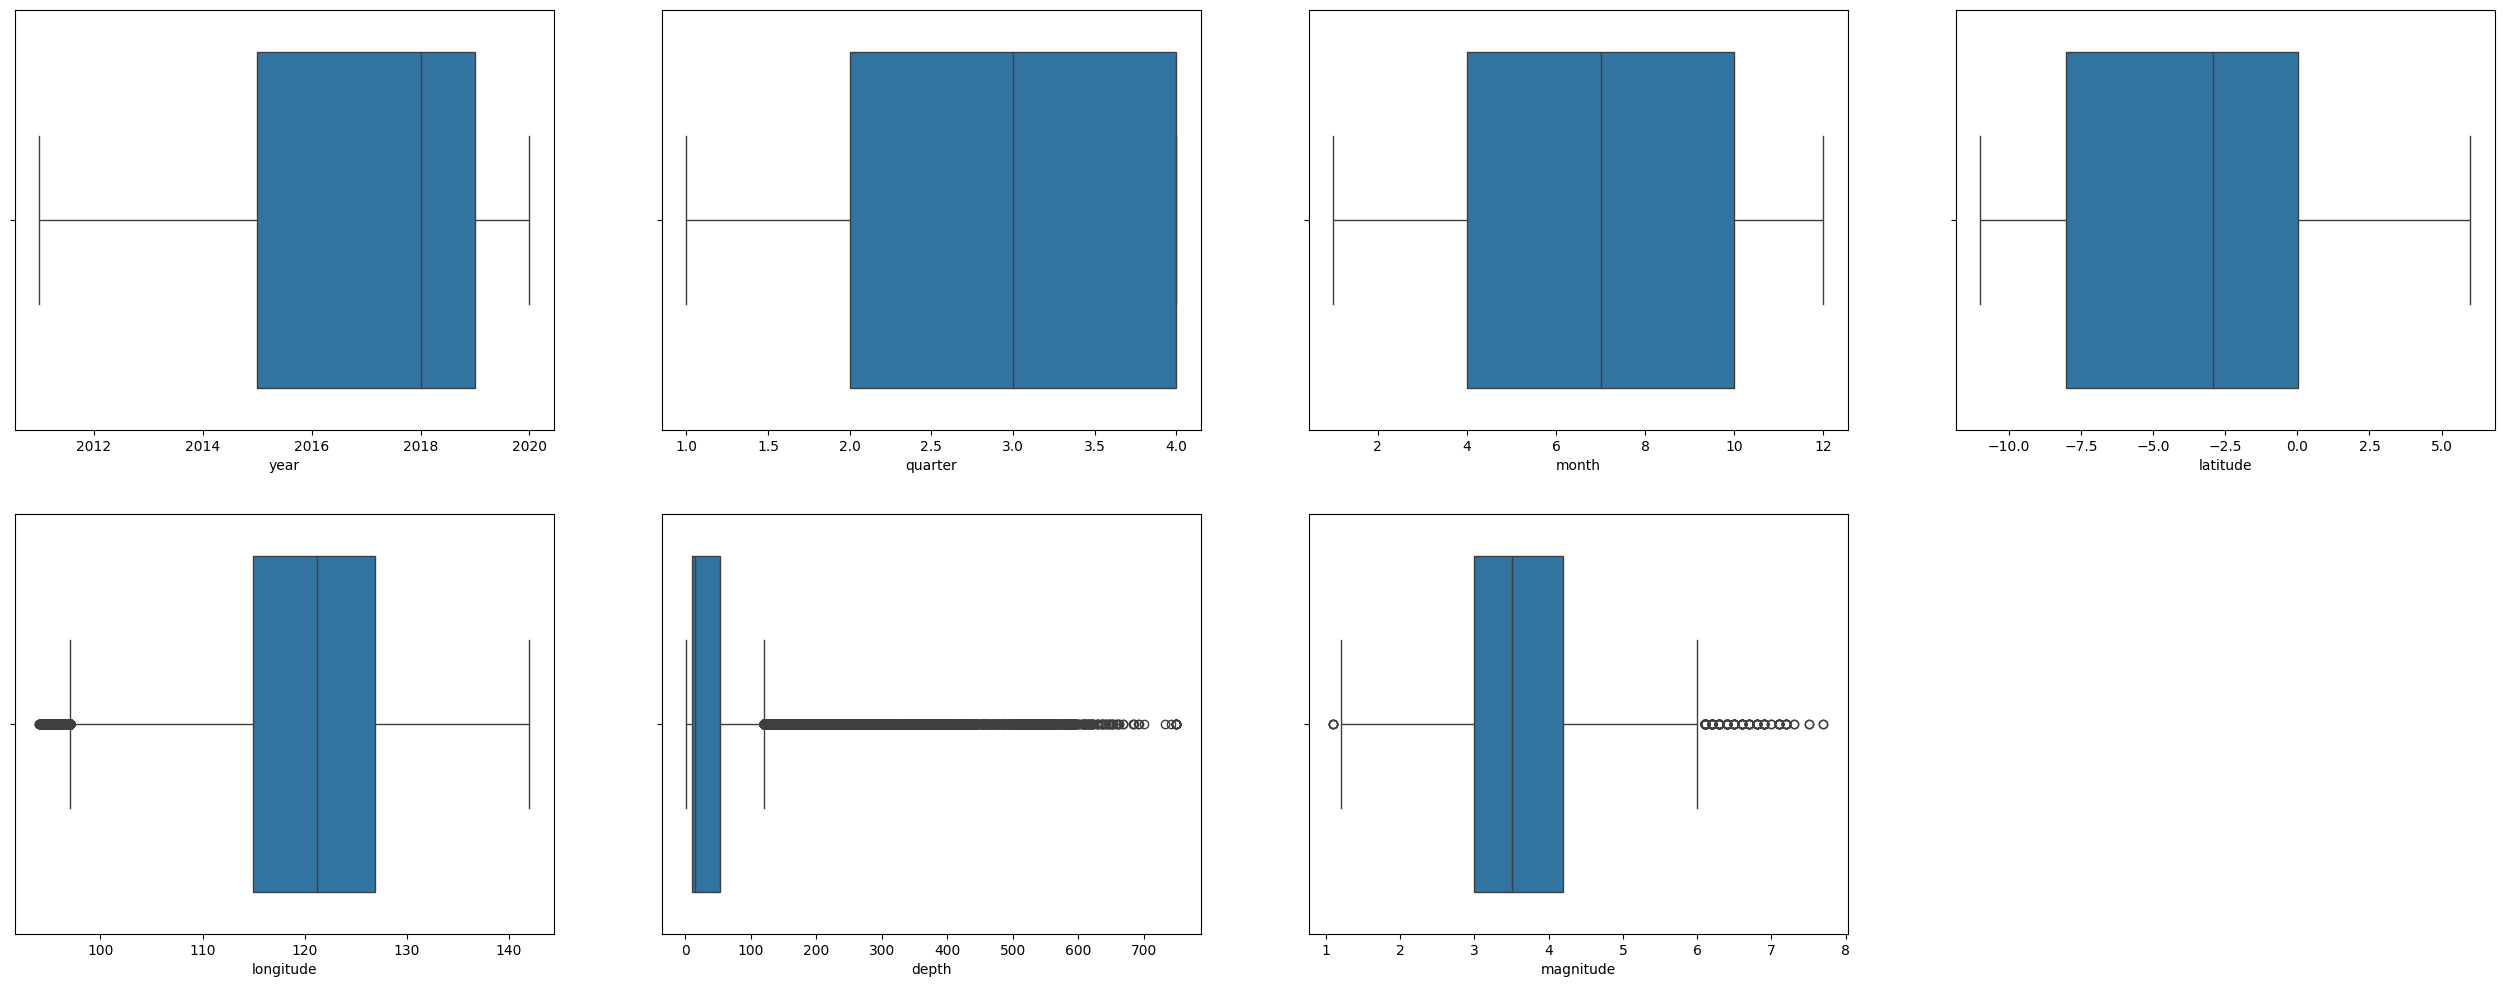 2012 2014 2016 2018 2020
year
1.0 1.5 2.0 2.5 3.0 3.5 4.0
quarter
2 4 6 8 10 12
month
−10.0 −7.5 −5.0 −2.5 0.0 2.5 5.0
latitude
100 110 120 130 140
longitude
0 100 200 300 400 500 600 700
depth
1 2 3 4 5 6 7 8
magnitude